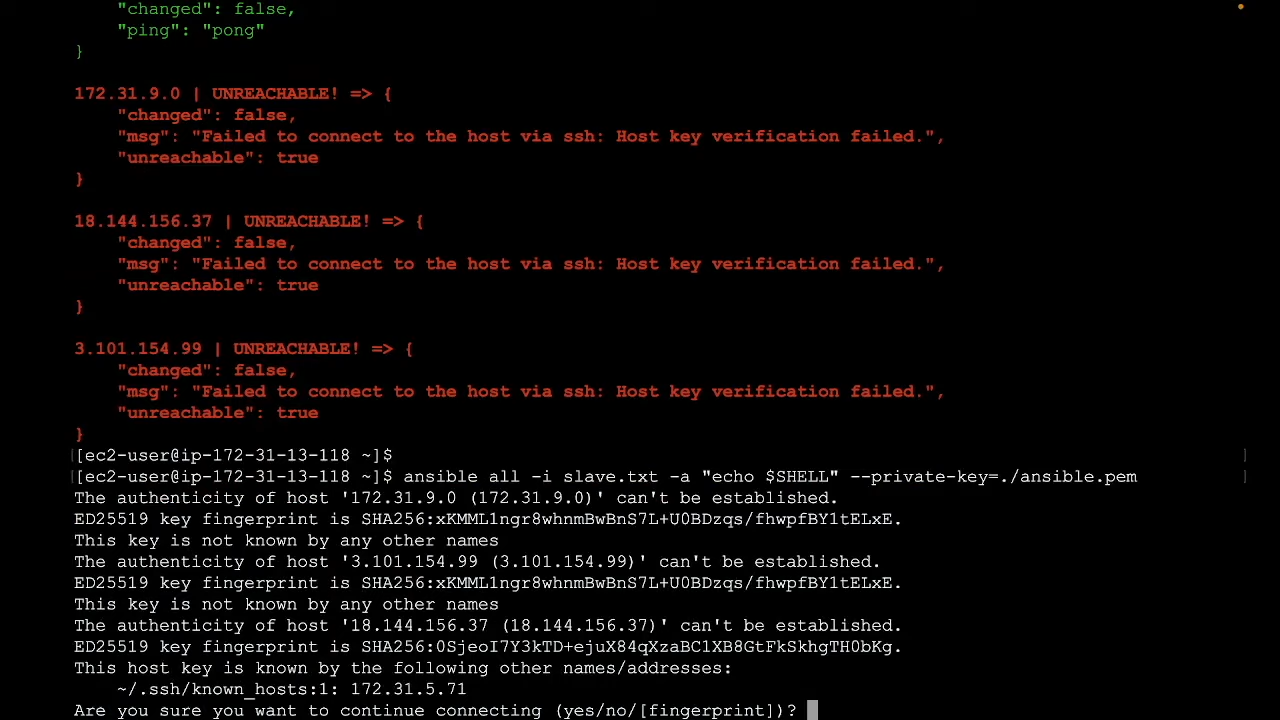 "changed": false,
    "ping": "pong"
}
172.31.9.0 | UNREACHABLE! => {
    "changed": false,
    "msg": "Failed to connect to the host via ssh: Host key verification failed.",
    "unreachable": true
}
18.144.156.37 | UNREACHABLE! => {
    "changed": false,
    "msg": "Failed to connect to the host via ssh: Host key verification failed.",
    "unreachable": true
}
3.101.154.99 | UNREACHABLE! => {
    "changed": false,
    "msg": "Failed to connect to the host via ssh: Host key verification failed.",
    "unreachable": true
}
[ec2-user@ip-172-31-13-118 ~]$
[ec2-user@ip-172-31-13-118 ~]$ ansible all -i slave.txt -a "echo $SHELL" --private-key=./ansible.pem
The authenticity of host '172.31.9.0 (172.31.9.0)' can't be established.
ED25519 key fingerprint is SHA256:xKMML1ngr8whnmBwBnS7L+U0BDzqs/fhwpfBY1tELxE.
This key is not known by any other names
The authenticity of host '3.101.154.99 (3.101.154.99)' can't be established.
ED25519 key fingerprint is SHA256:xKMML1ngr8whnmBwBnS7L+U0BDzqs/fhwpfBY1tELxE.
This key is not known by any other names
The authenticity of host '18.144.156.37 (18.144.156.37)' can't be established.
ED25519 key fingerprint is SHA256:0SjeoI7Y3kTD+ejuX84qXzaBC1XB8GtFkSkhgTH0bKg.
This host key is known by the following other names/addresses:
    ~/.ssh/known_hosts:1: 172.31.5.71
Are you sure you want to continue connecting (yes/no/[fingerprint])?